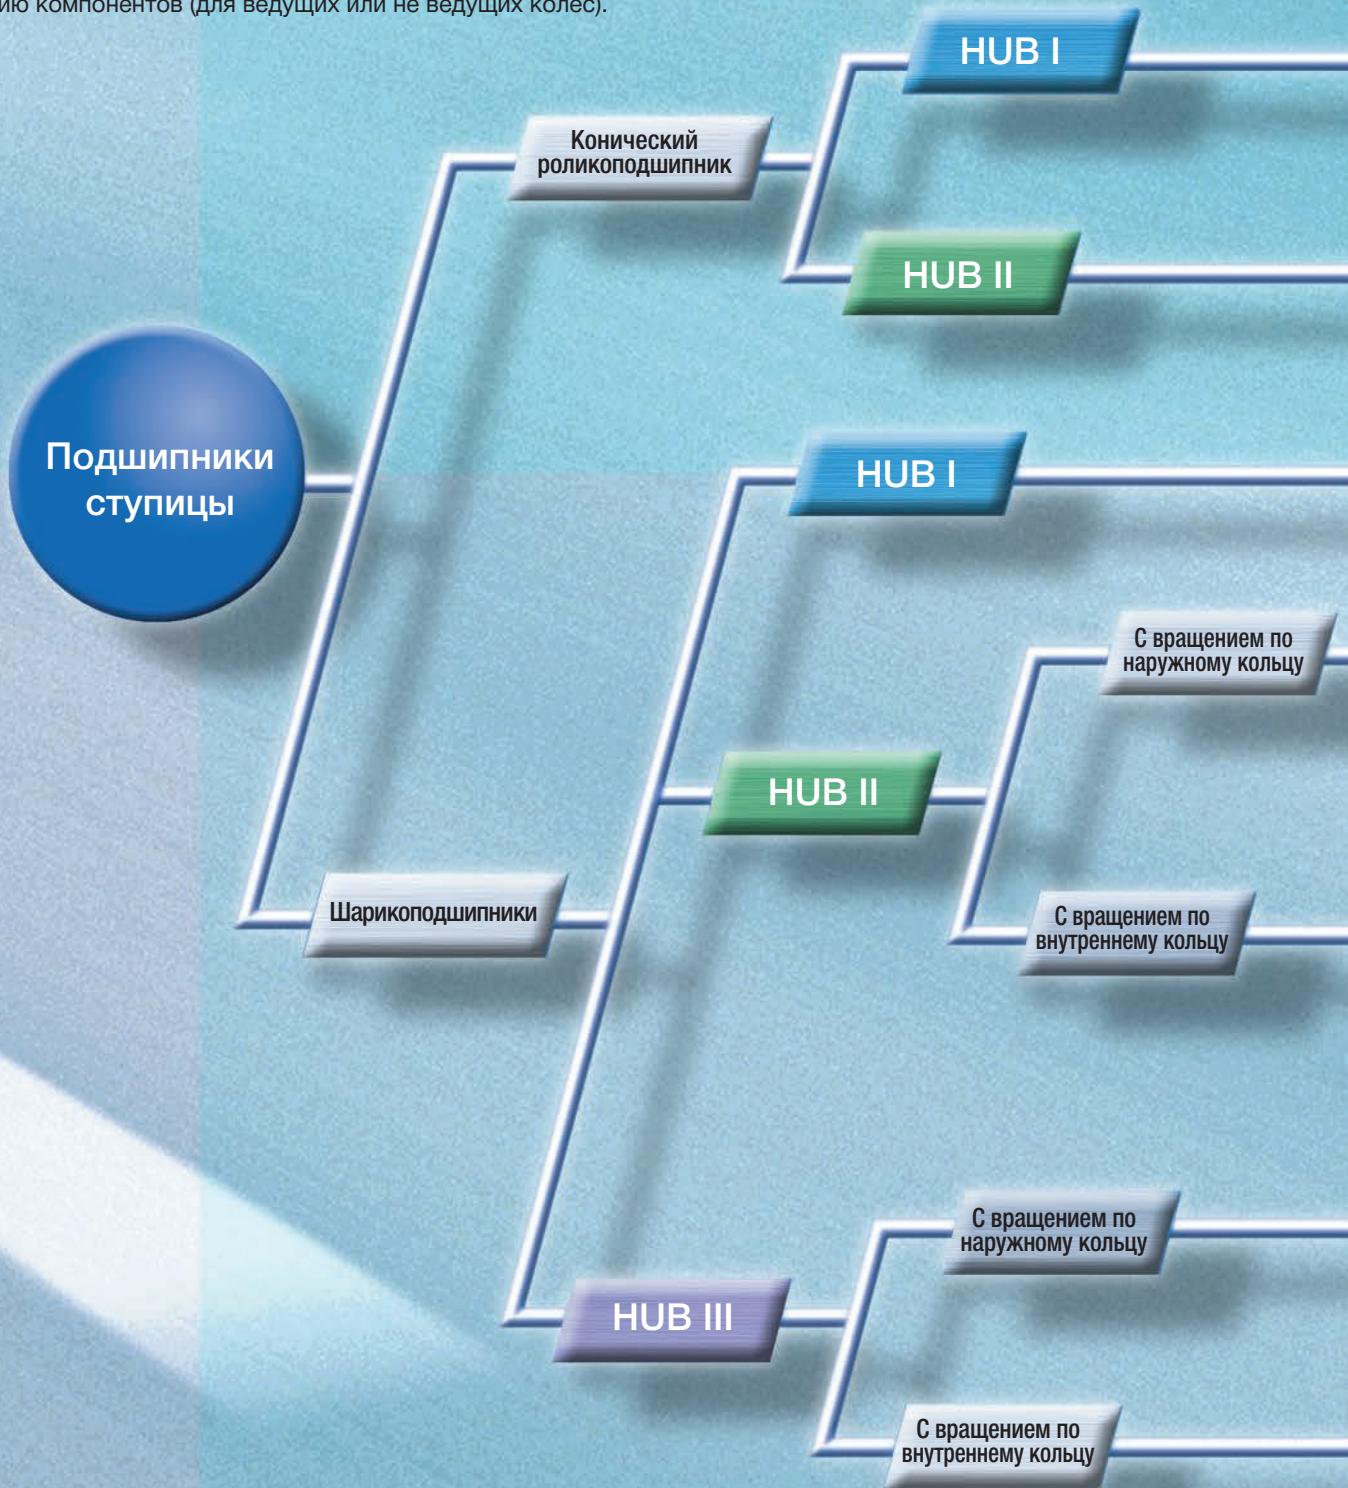 компонентов (для ведущих или не ведущих колес).
HUB I
Конический
роликоподшипник
HUB II
Подшипники
ступицы
HUB I
С вращением по
наружному кольцу
HUB II
Шарикоподшипники
С вращением по
внутреннему кольцу
С вращением по
наружному кольцу
HUB III
С вращением по
внутреннему кольцу